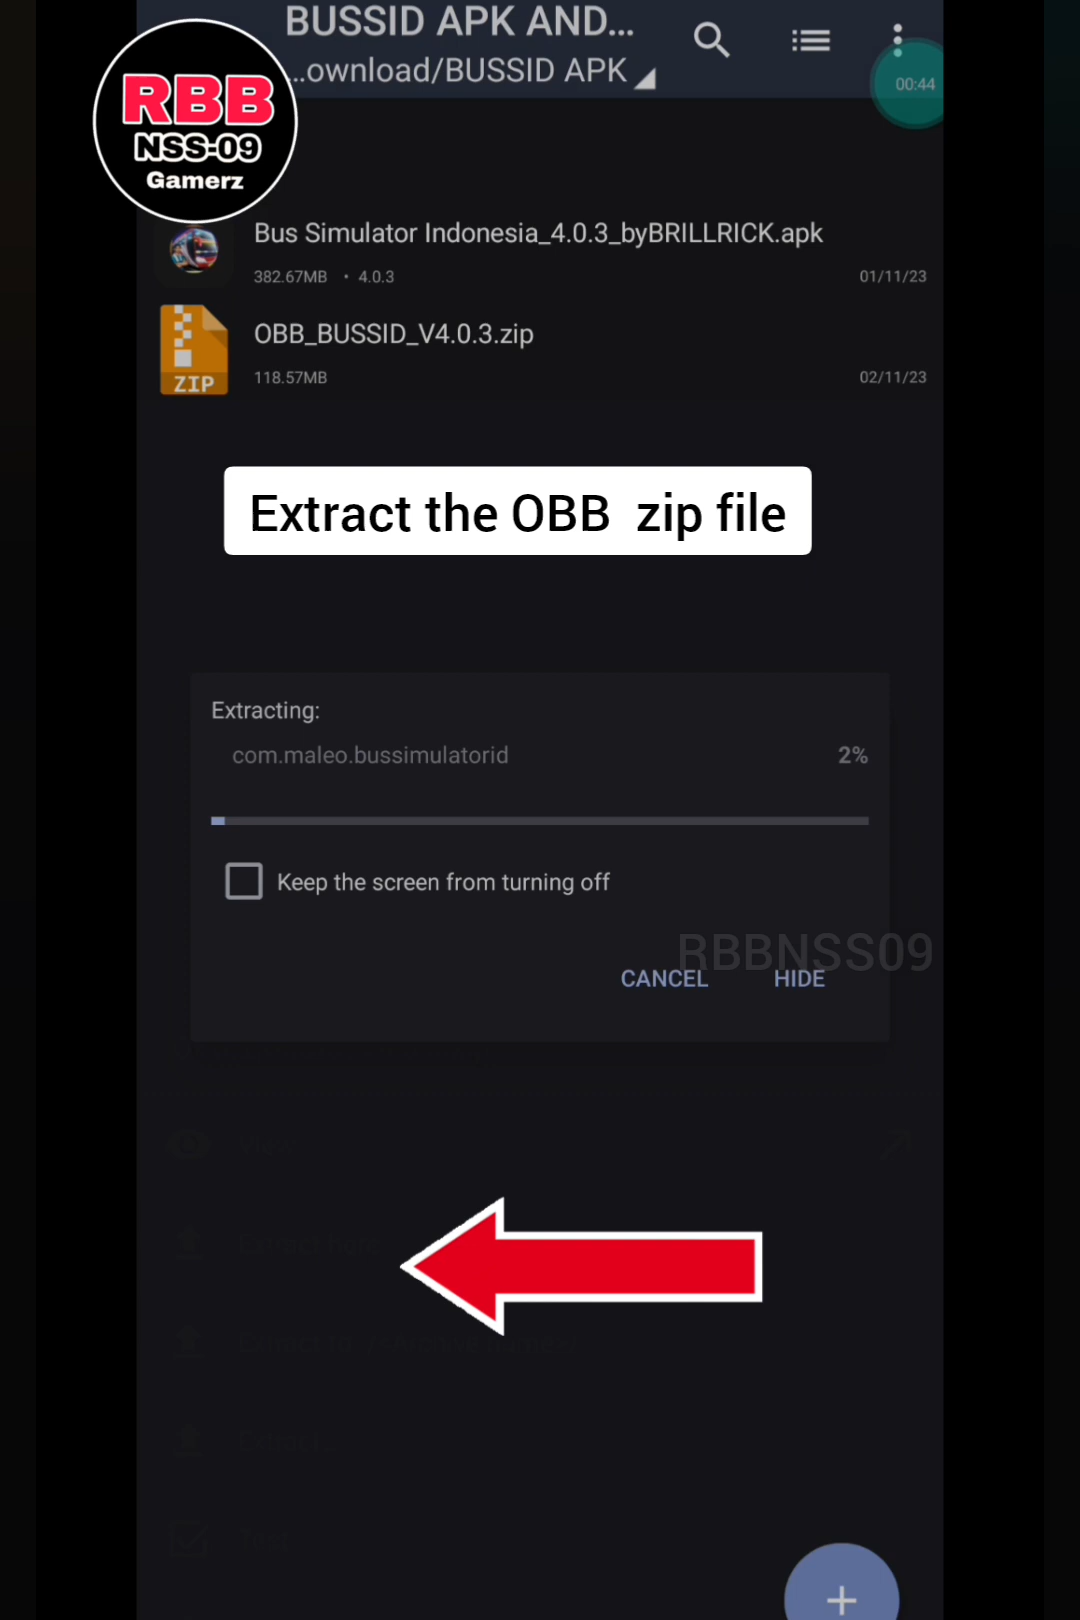 BUSSID APK AND...
...ownload/BUSSID APK
00:44
RBB
NSS-09
Gamerz
Bus Simulator Indonesia_4.0.3_byBRILLRICK.apk
382.67MB • 4.0.3 01/11/23
OBB_BUSSID_V4.0.3.zip
ZIP
118.57MB 02/11/23
Extract the OBB zip file
Extracting:
com.maleo.bussimulatorid 2%
Keep the screen from turning off
RBBNSS09
CANCEL HIDE